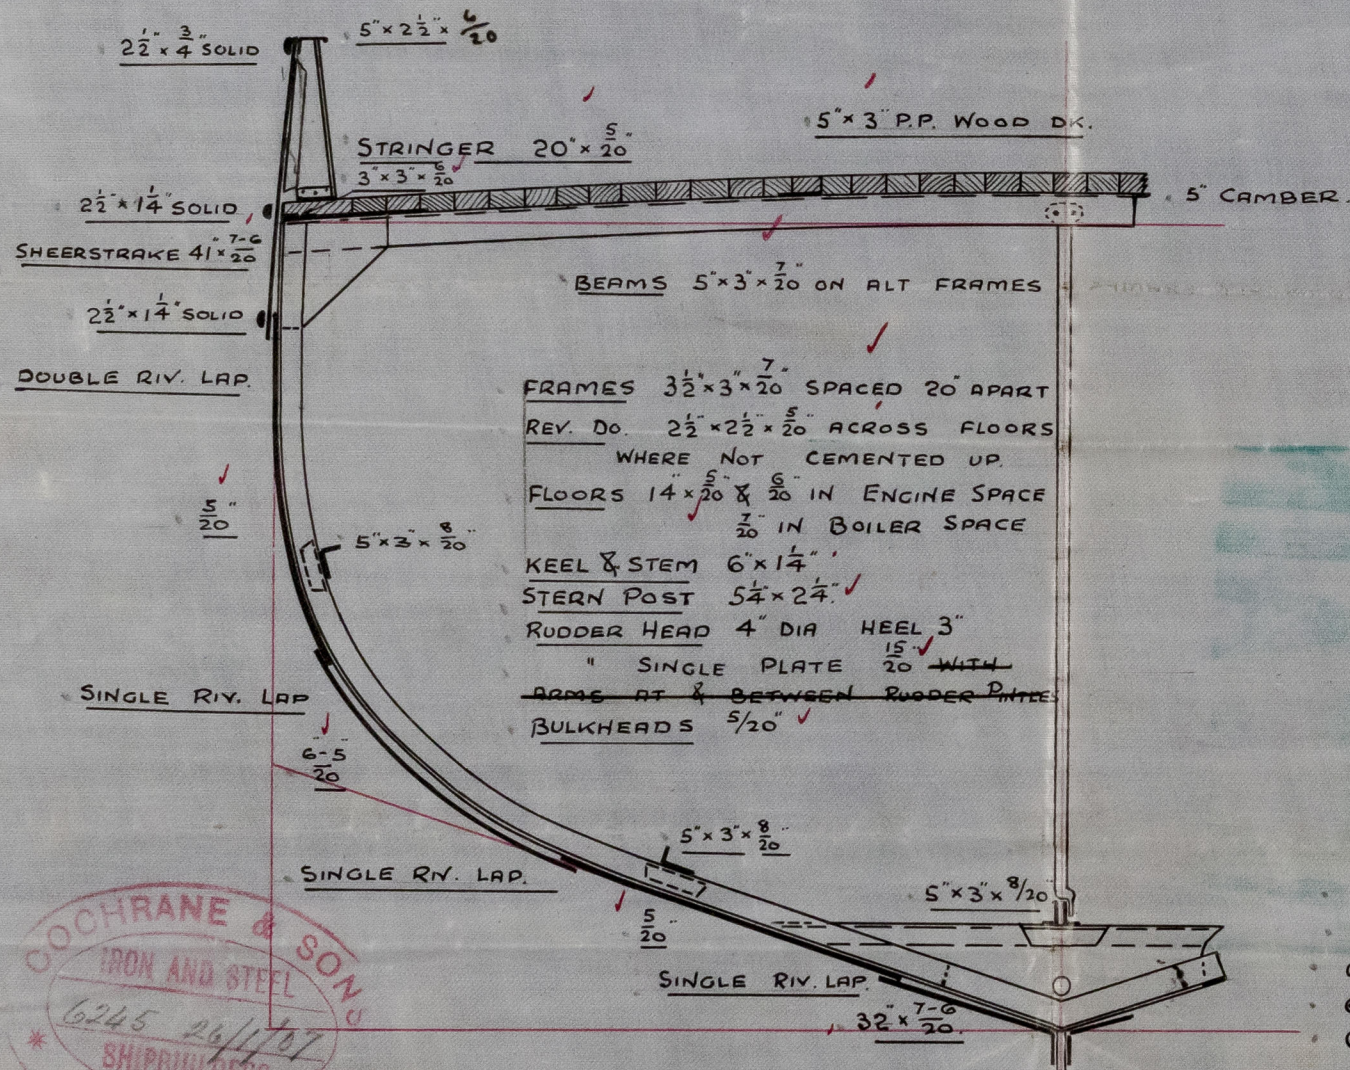 2½" × ¾" SOLID
5" × 2½" × 6/20
5" × 3" P.P. WOOD DK.
STRINGER 20" × 5/20"
3" × 3" × 6/20"
2½" × 1¼" SOLID
5" CAMBER.
SHEERSTRAKE 41" × 7-6/20"
BEAMS 5" × 3" × 7/20" ON ALT FRAMES
2½" × 1¼" SOLID
DOUBLE RIV. LAP.
FRAMES 3½" × 3" × 7/20" SPACED 20" APART
REV. DO. 2½" × 2½" × 5/20" ACROSS FLOORS
WHERE NOT CEMENTED UP.
FLOORS 14" × 5/20" & 6/20" IN ENGINE SPACE
7/20" IN BOILER SPACE
5/20"
5" × 3" × 8/20"
KEEL & STEM 6" × 1¼"
STERN POST 5¼" × 2¼"
RUDDER HEAD 4" DIA HEEL 3"
" SINGLE PLATE 15/20" WITH
ARMS AT & BETWEEN RUDDER PINTLES
BULKHEADS 5/20"
SINGLE RIV. LAP
6-5/20"
5" × 3" × 8/20"
SINGLE RIV. LAP.
5" × 3" × 8/20"
5/20"
SINGLE RIV. LAP.
32" × 7-6/20"
COCHRANE & SONS
IRON AND STEEL
6245 26/1/07
SHIPBUILDERS